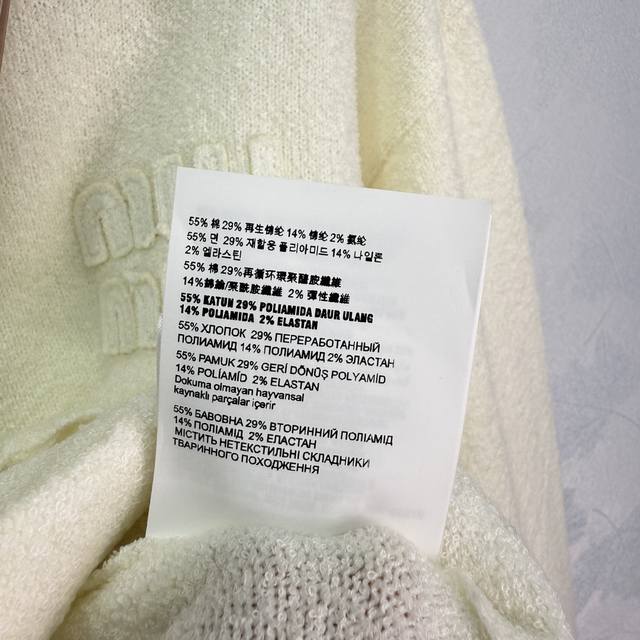 55% 棉 29% 再生锦纶 14% 锦纶 2% 氨纶
55% 면 29% 재활용 폴리아미드 14% 나일론
2% 엘라스틴
55% 棉 29%再循环環聚醯胺纖維
14%錦綸/聚酰胺纖維 2% 彈性纖維
55% KATUN 29% POLIAMIDA DAUR ULANG
14% POLIAMIDA 2% ELASTAN
55% ХЛОПОК 29% ПЕРЕРАБОТАННЫЙ
ПОЛИАМИД 14% ПОЛИАМИД 2% ЭЛАСТАН
55% PAMUK 29% GERİ DÖNÜŞ POLYAMİD
14% POLİAMİD 2% ELASTAN
Dokuma olmayan hayvansal
kaynaklı parçalar içerir
55% БАВОВНА 29% ВТОРИННИЙ ПОЛІАМІД
14% ПОЛІАМІД 2% ЕЛАСТАН
МІСТИТЬ НЕТЕКСТИЛЬНІ СКЛАДНИКИ
ТВАРИННОГО ПОХОДЖЕННЯ